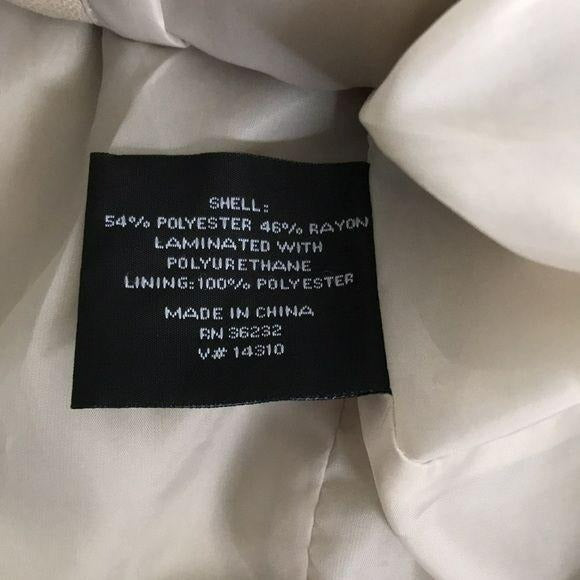 SHELL:
54% POLYESTER 46% RAYON
LAMINATED WITH
POLYURETHANE
LINING:100% POLYESTER
MADE IN CHINA
RN 36232
V# 14310